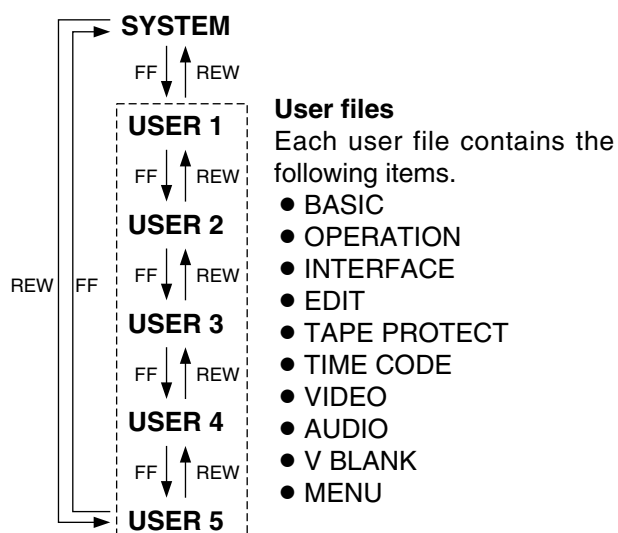 SYSTEM
FF REW
USER 1
FF REW
USER 2
FF REW
USER 3
FF REW
USER 4
FF REW
USER 5
REW FF
User files
Each user file contains the
following items.
● BASIC
● OPERATION
● INTERFACE
● EDIT
● TAPE PROTECT
● TIME CODE
● VIDEO
● AUDIO
● V BLANK
● MENU